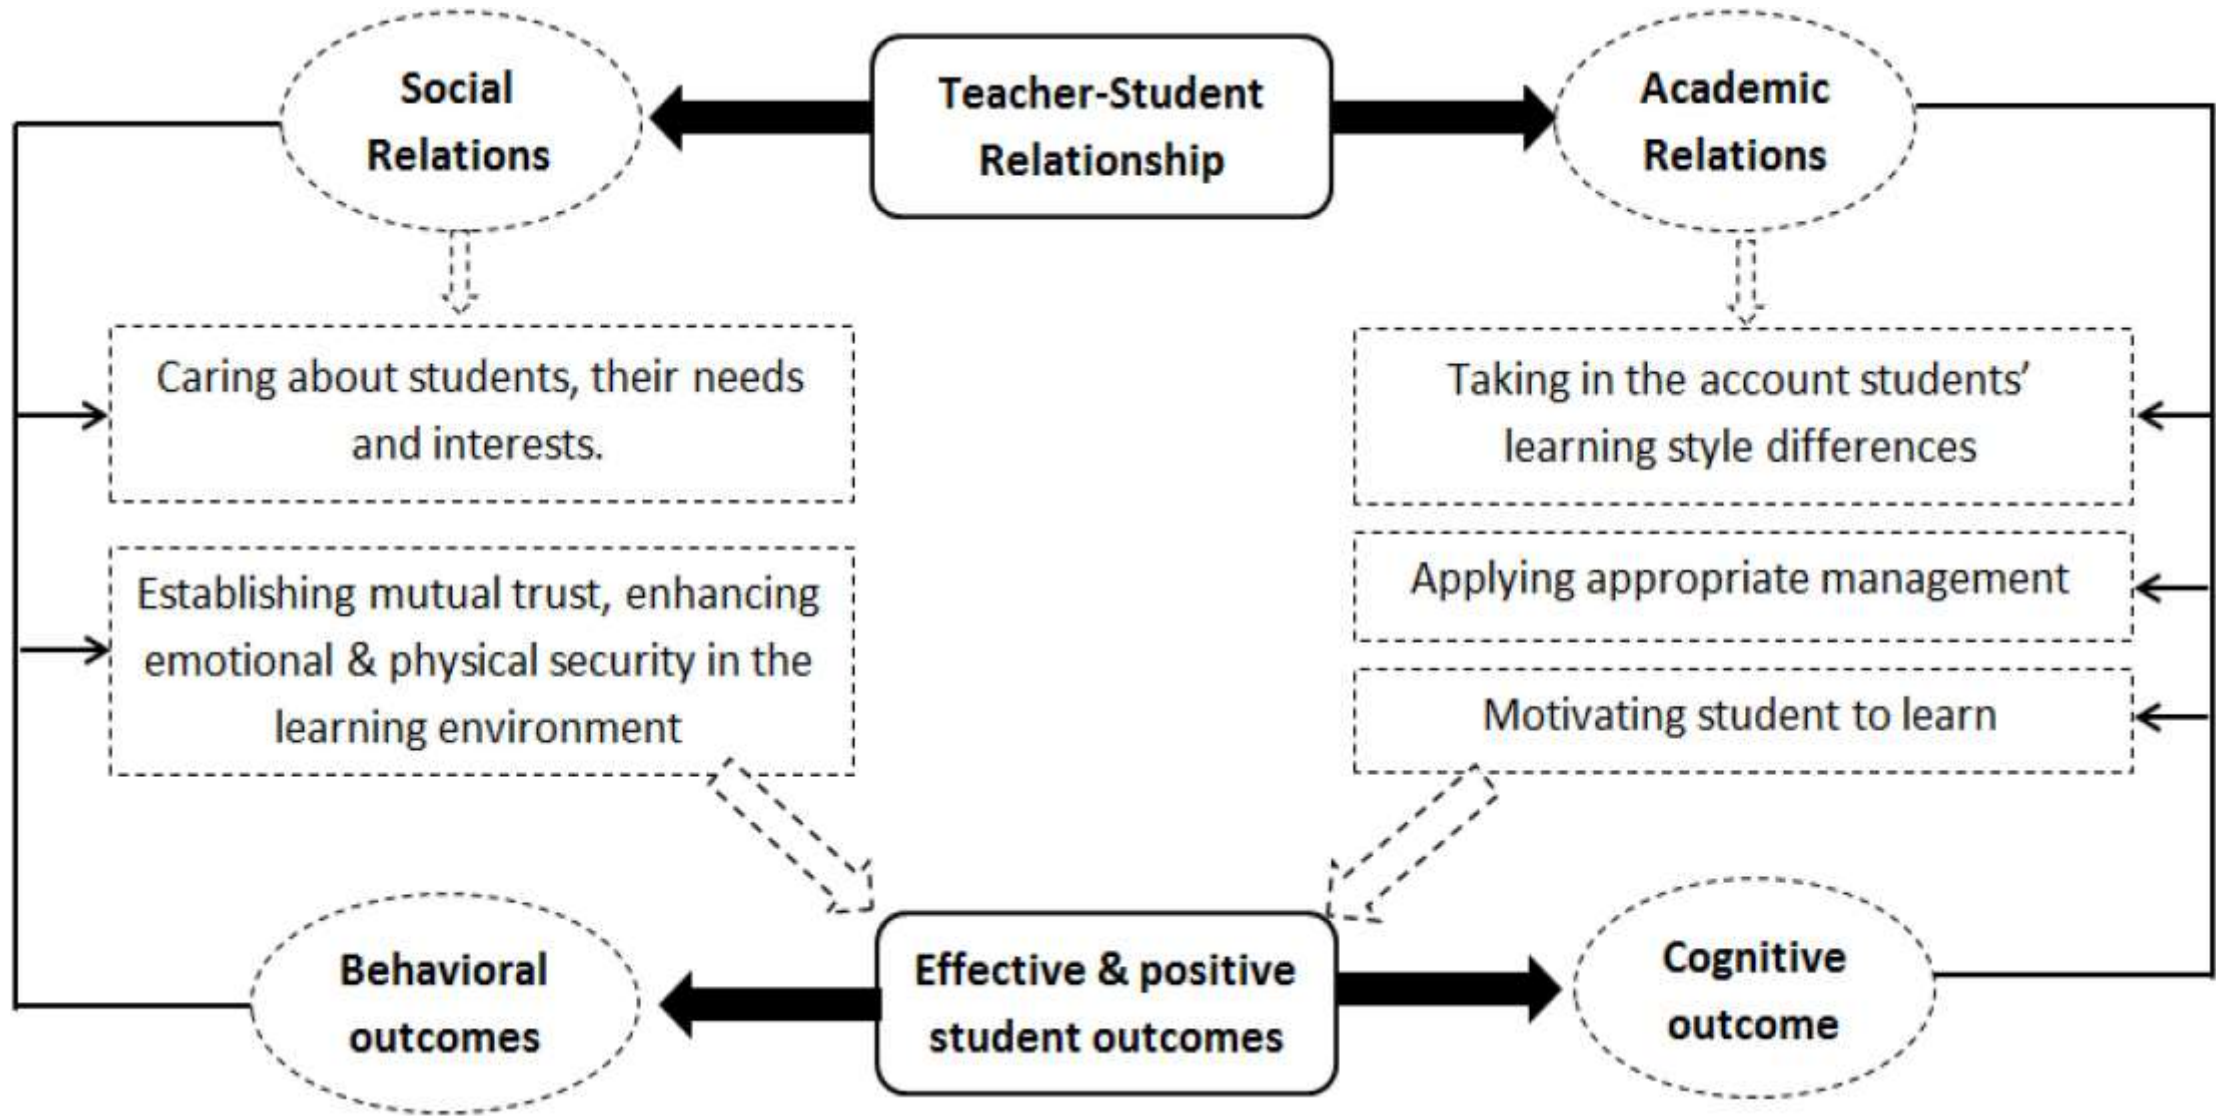 Social
Relations
Teacher-Student
Relationship
Academic
Relations
Caring about students, their needs
and interests.
Taking in the account students’
learning style differences
Establishing mutual trust, enhancing
emotional & physical security in the
learning environment
Applying appropriate management
Motivating student to learn
Behavioral
outcomes
Effective & positive
student outcomes
Cognitive
outcome